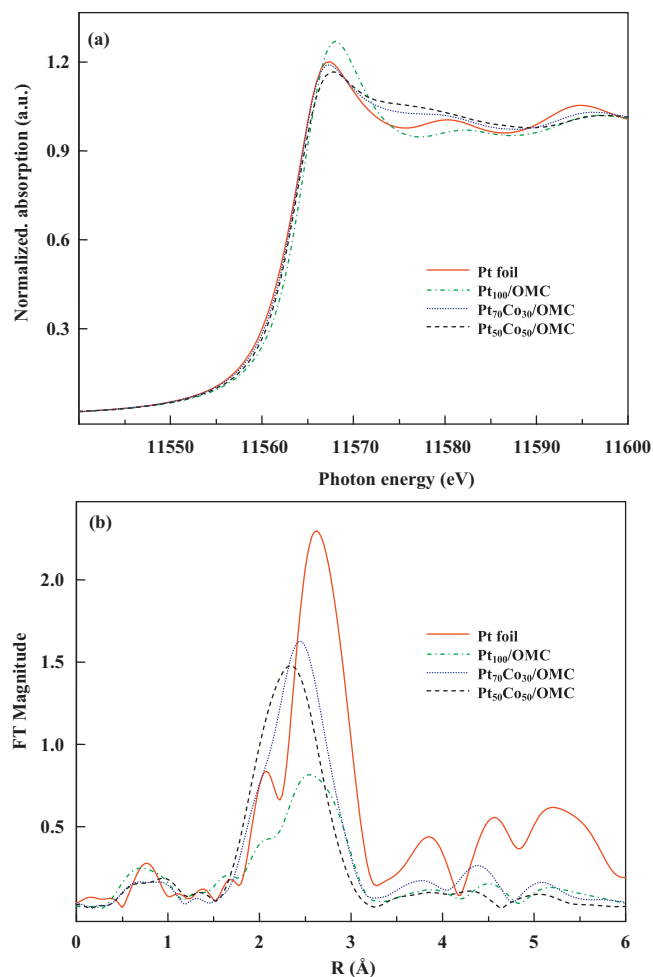 (a)
1.2
0.9
0.6
0.3
Normalized. absorption (a.u.)
Pt foil
Pt₁₀₀/OMC
Pt₇₀Co₃₀/OMC
Pt₅₀Co₅₀/OMC
11550 11560 11570 11580 11590 11600
Photon energy (eV)
(b)
2.0
1.5
1.0
0.5
FT Magnitude
Pt foil
Pt₁₀₀/OMC
Pt₇₀Co₃₀/OMC
Pt₅₀Co₅₀/OMC
0 1 2 3 4 5 6
R (Å)